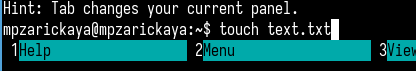 Hint: Tab changes your current panel.
mpzarickaya@mpzarickaya:~$ touch text.txt
1Help 2Menu 3View